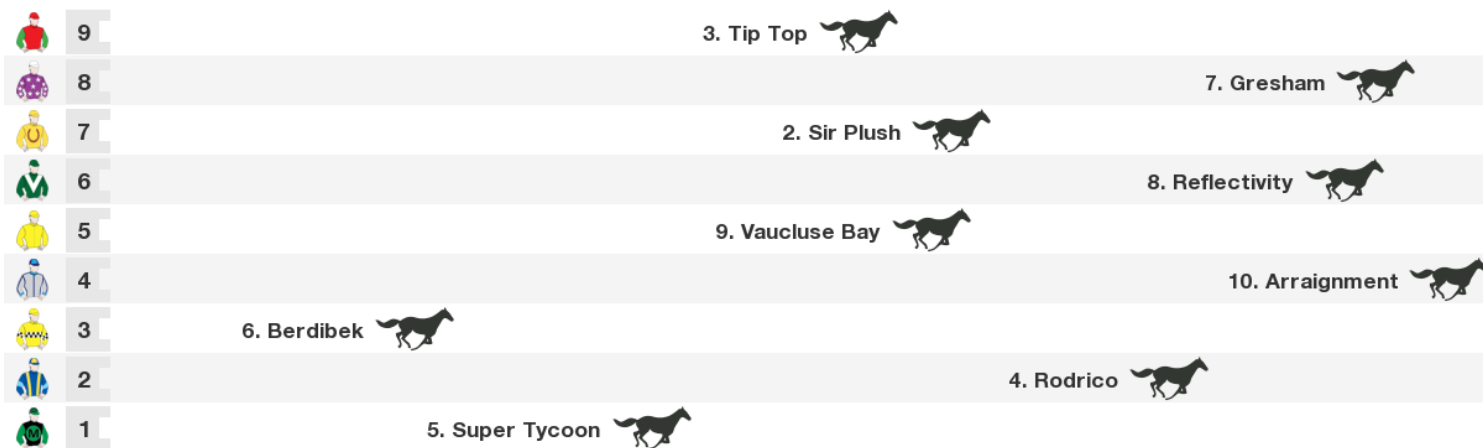 9 3. Tip Top
8 7. Gresham
7 2. Sir Plush
6 8. Reflectivity
5 9. Vaucluse Bay
4 10. Arraignment
3 6. Berdibek
2 4. Rodrico
M 1 5. Super Tycoon